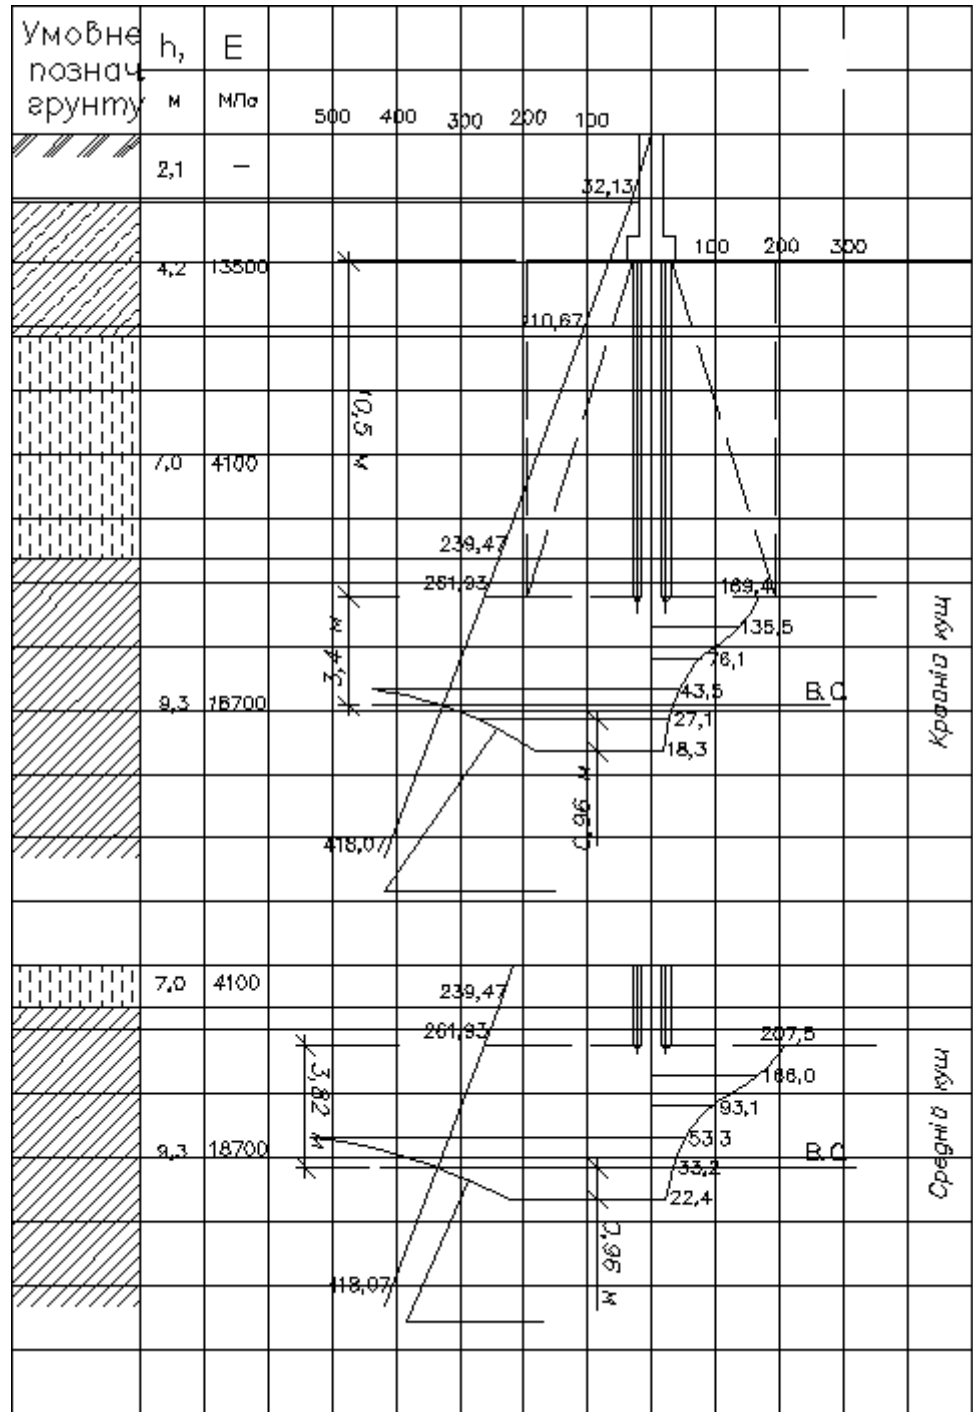 Умовне
познач.
грунту
h,
м
E
МПа
500 400 300 200 100
2,1 —
32,13
100 200 300
4,2 13500
110,67
10,5 м
7,0 4100
239,47
261,93
169,4
135,5
3,4 м
76,1
43,5
В.С.
9,3 18700
27,1
18,3
0,96 м
418,07
Крайній кущ
7,0 4100
239,47
261,93
207,5
3,82 м
166,0
93,1
53,3
9,3 18700
В.С.
33,2
22,4
0,96 м
418,07
Средній кущ